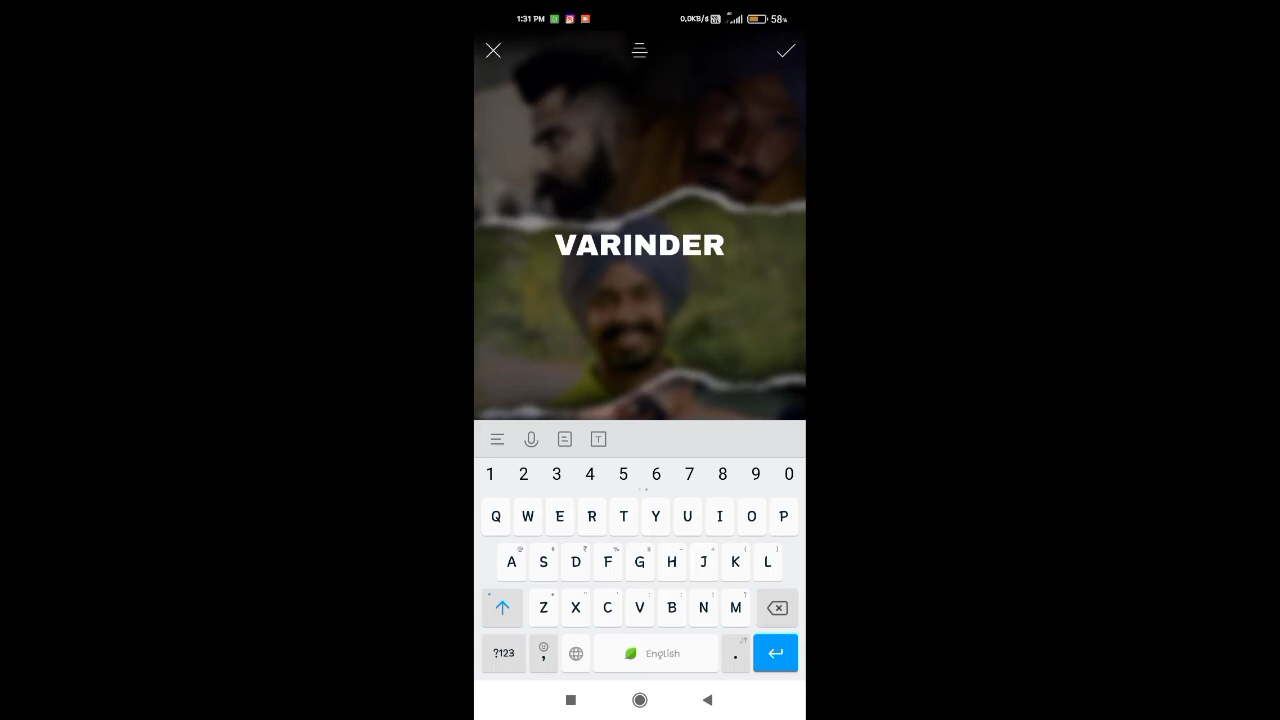 1:31 PM 0.0KB/s 58%
VARINDER
1 2 3 4 5 6 7 8 9 0
Q W E R T Y U I O P
A S D F G H J K L
Z X C V B N M
?123 , English .